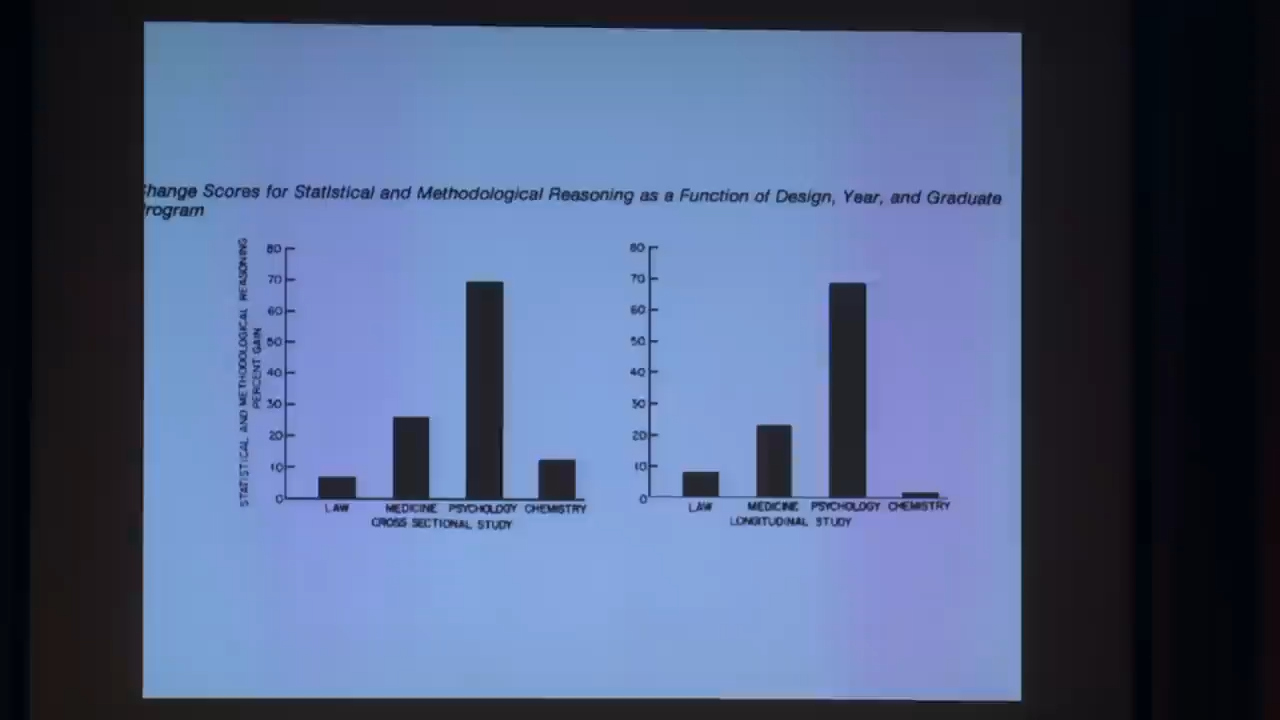 hange Scores for Statistical and Methodological Reasoning as a Function of Design, Year, and Graduate
rogram
STATISTICAL AND METHODOLOGICAL REASONING
PERCENT GAIN
80
70
60
50
40
30
20
10
0
LAW MEDICINE PSYCHOLOGY CHEMISTRY
CROSS SECTIONAL STUDY
80
70
60
50
40
30
20
10
0
LAW MEDICINE PSYCHOLOGY CHEMISTRY
LONGITUDINAL STUDY